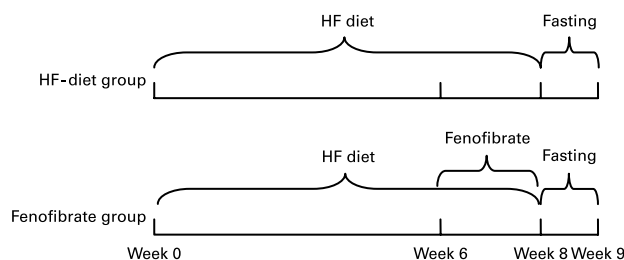 HF diet
Fasting
HF-diet group
Fenofibrate
HF diet
Fasting
Fenofibrate group
Week 0
Week 6
Week 8
Week 9